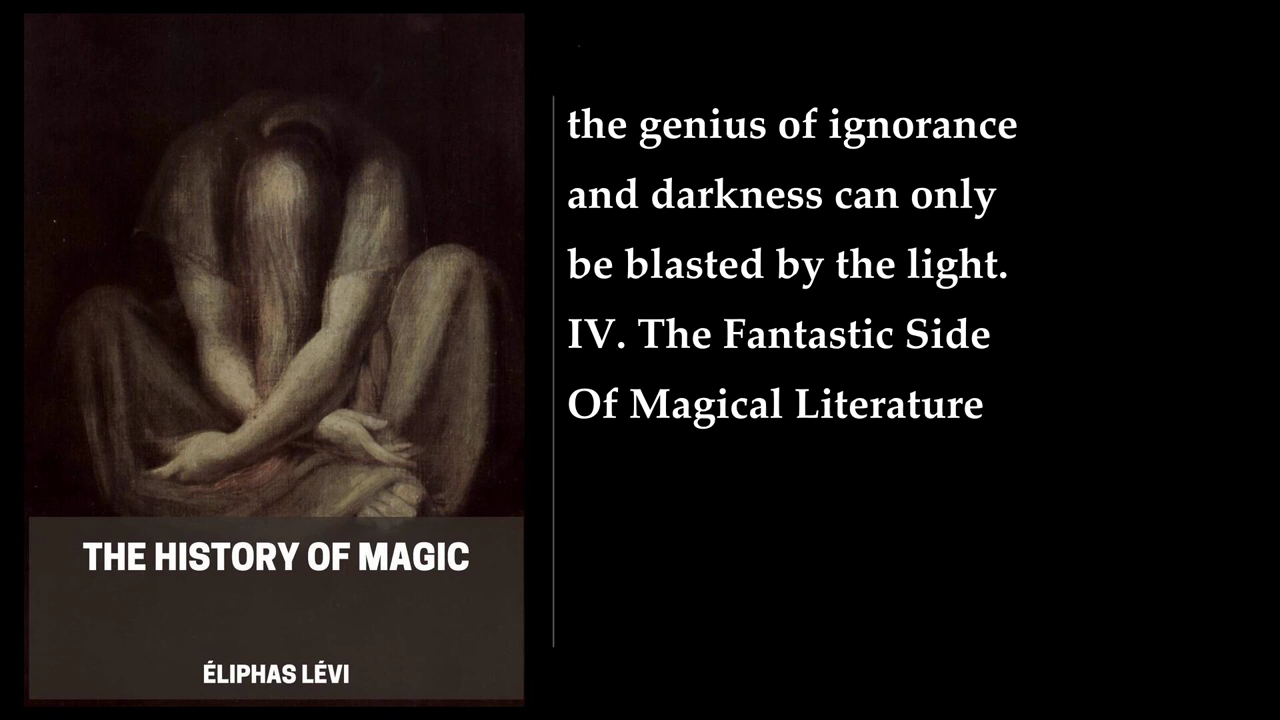 THE HISTORY OF MAGIC
ÉLIPHAS LÉVI
the genius of ignorance
and darkness can only
be blasted by the light.
IV. The Fantastic Side
Of Magical Literature